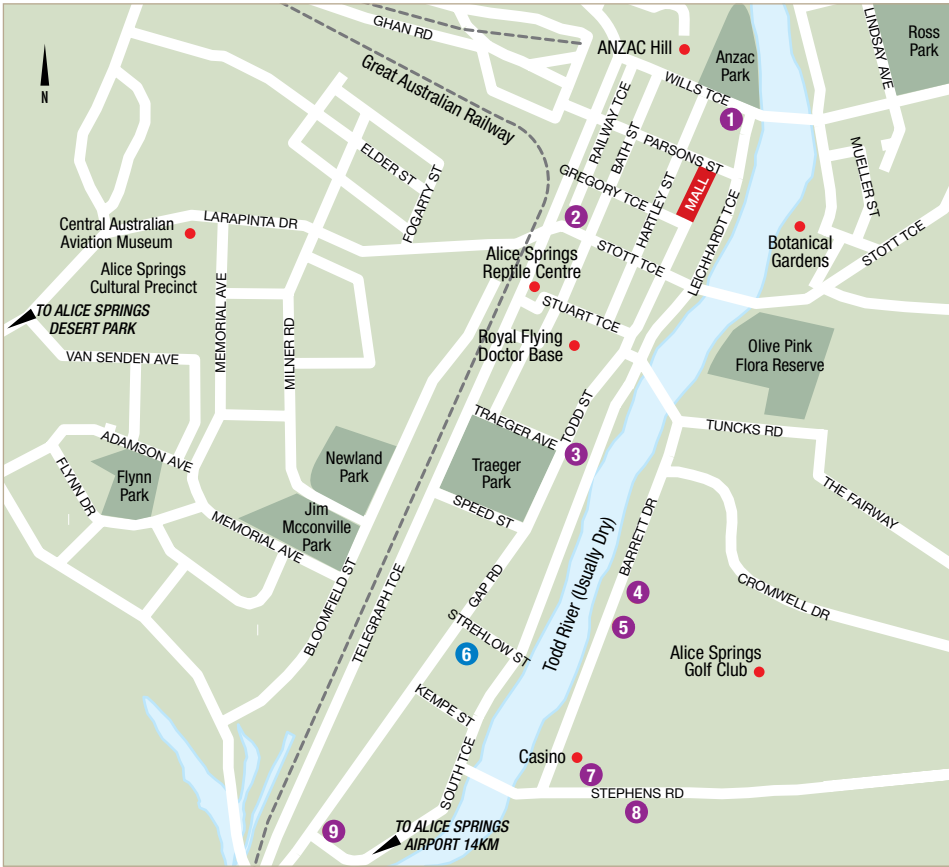 GHAN RD
ANZAC Hill
Anzac
Park
LINDSAY AVE
Ross
Park
N
Great Australian Railway
WILLS TCE
1
RAILWAY TCE
BATH ST
PARSONS ST
ELDER ST
FOGARTY ST
GREGORY TCE
HARTLEY ST
MALL
MUELLER ST
Central Australian
Aviation Museum
LARAPINTA DR
2
STOTT TCE
LEICHHARDT TCE
Botanical
Gardens
STOTT TCE
Alice Springs
Cultural Precinct
Alice Springs
Reptile Centre
TO ALICE SPRINGS
DESERT PARK
MEMORIAL AVE
MILNER RD
STUART TCE
Royal Flying
Doctor Base
Olive Pink
Flora Reserve
VAN SENDEN AVE
TRAEGER AVE
TODD ST
TUNCKS RD
ADAMSON AVE
3
FLYNN DR
Flynn
Park
Newland
Park
Traeger
Park
THE FAIRWAY
Jim
Mcconville
Park
SPEED ST
MEMORIAL AVE
Todd River (Usually Dry)
BARRETT DR
BLOOMFIELD ST
TELEGRAPH TCE
GAP RD
CROMWELL DR
4
STREHLOW ST
5
6
Alice Springs
Golf Club
KEMPE ST
SOUTH TCE
Casino
7
STEPHENS RD
8
9
TO ALICE SPRINGS
AIRPORT 14KM